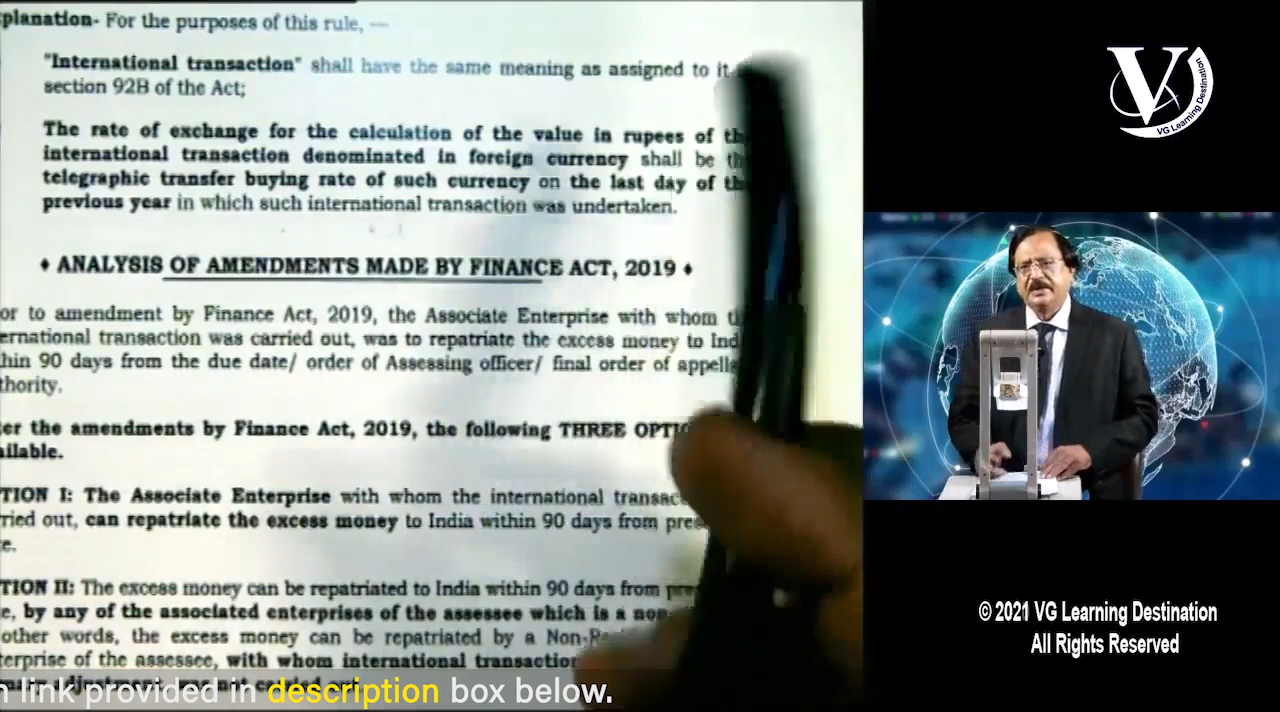 planation- For the purposes of this rule, —
"International transaction" shall have the same meaning as assigned to it
section 92B of the Act;
The rate of exchange for the calculation of the value in rupees of th
international transaction denominated in foreign currency shall be th
telegraphic transfer buying rate of such currency on the last day of th
previous year in which such international transaction was undertaken.
♦ ANALYSIS OF AMENDMENTS MADE BY FINANCE ACT, 2019 ♦
or to amendment by Finance Act, 2019, the Associate Enterprise with whom t
ernational transaction was carried out, was to repatriate the excess money to Ind
hin 90 days from the due date/ order of Assessing officer/ final order of appell
thority.
er the amendments by Finance Act, 2019, the following THREE OPTI
ailable.
TION I: The Associate Enterprise with whom the international transac
ried out, can repatriate the excess money to India within 90 days from pres
e.
TION II: The excess money can be repatriated to India within 90 days from pre
e, by any of the associated enterprises of the assessee which is a non-
other words, the excess money can be repatriated by a Non-R
terprise of the assessee, with whom international transaction
n link provided in description box below.
V
VG Learning Destination
© 2021 VG Learning Destination
All Rights Reserved